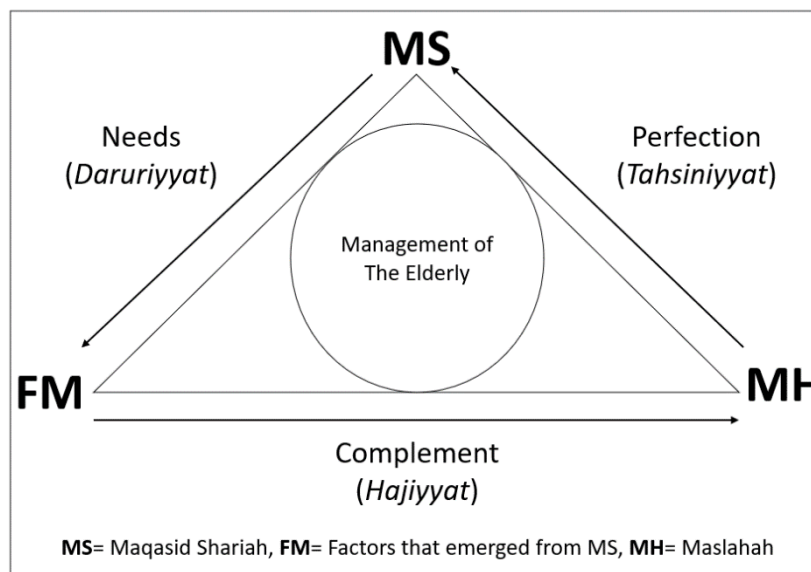 MS
Needs
(Daruriyyat)
Perfection
(Tahsiniyyat)
Management of
The Elderly
FM
MH
Complement
(Hajiyyat)
MS= Maqasid Shariah, FM= Factors that emerged from MS, MH= Maslahah